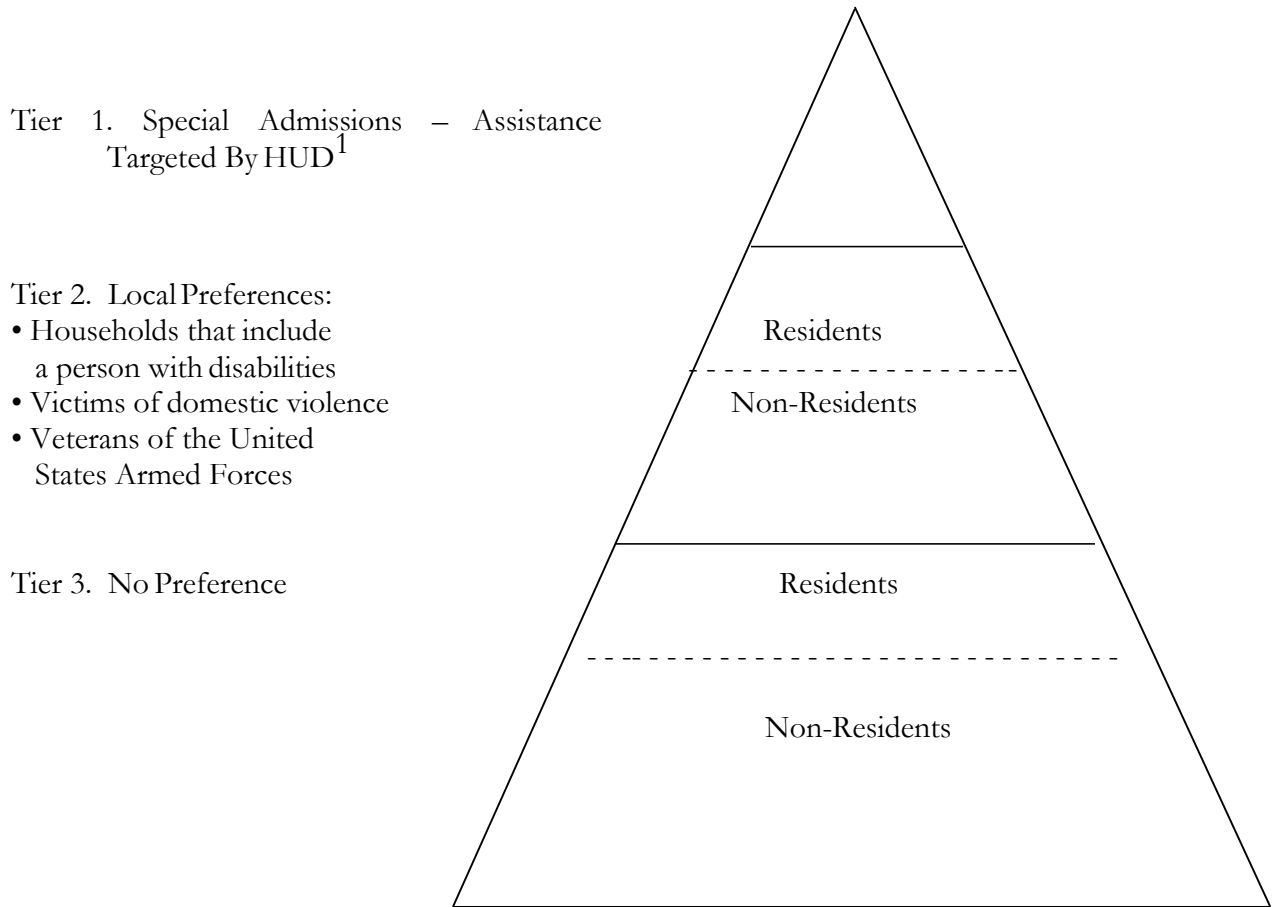 Tier 1. Special Admissions – Assistance
Targeted By HUD1
Tier 2. Local Preferences:
• Households that include
a person with disabilities
• Victims of domestic violence
• Veterans of the United
States Armed Forces
Residents
Non-Residents
Tier 3. No Preference
Residents
Non-Residents